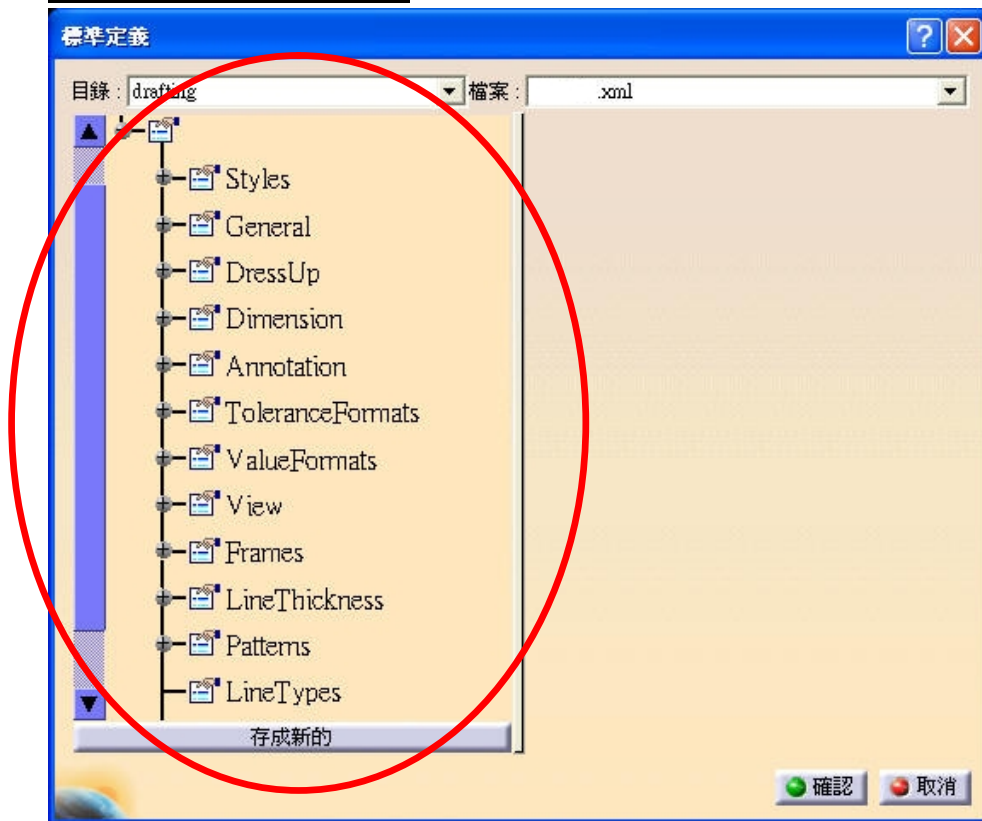 標準定義
目錄 : drafting 檔案 : .xml
Styles
General
DressUp
Dimension
Annotation
ToleranceFormats
ValueFormats
View
Frames
LineThickness
Patterns
LineTypes
存成新的
確認 取消